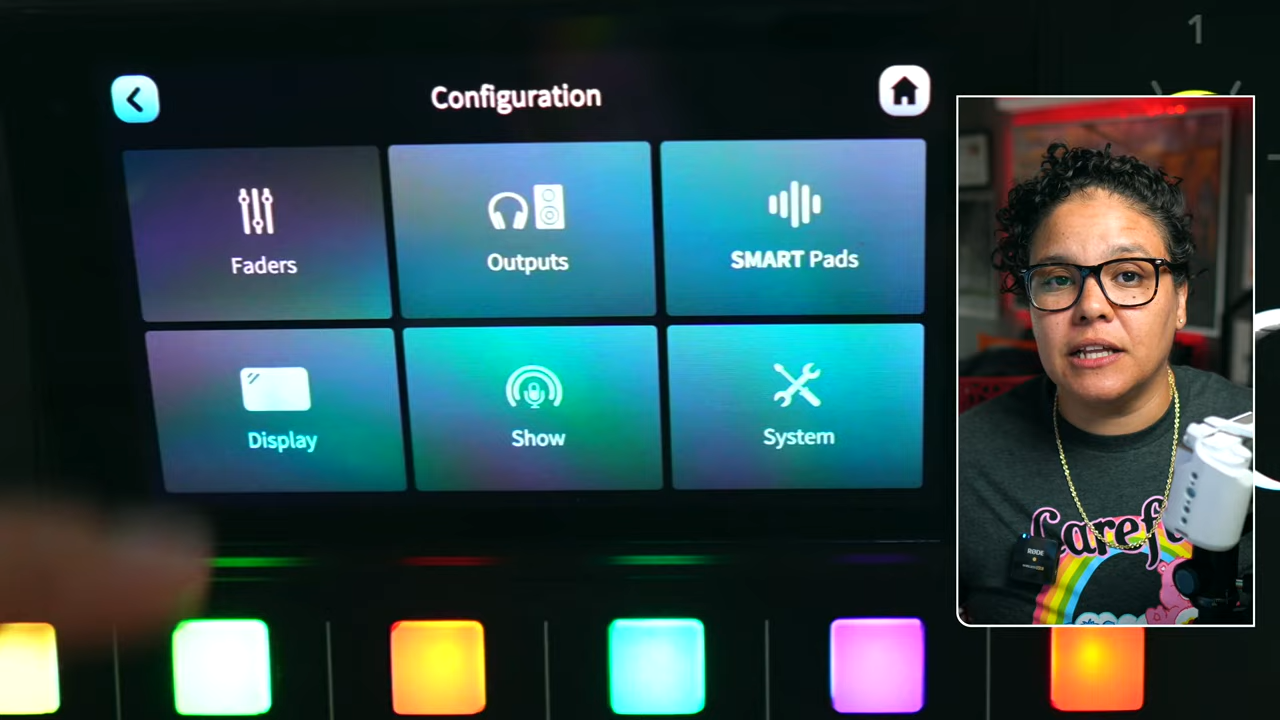 Configuration
Faders
Outputs
SMART Pads
Display
Show
System
1
RØDE